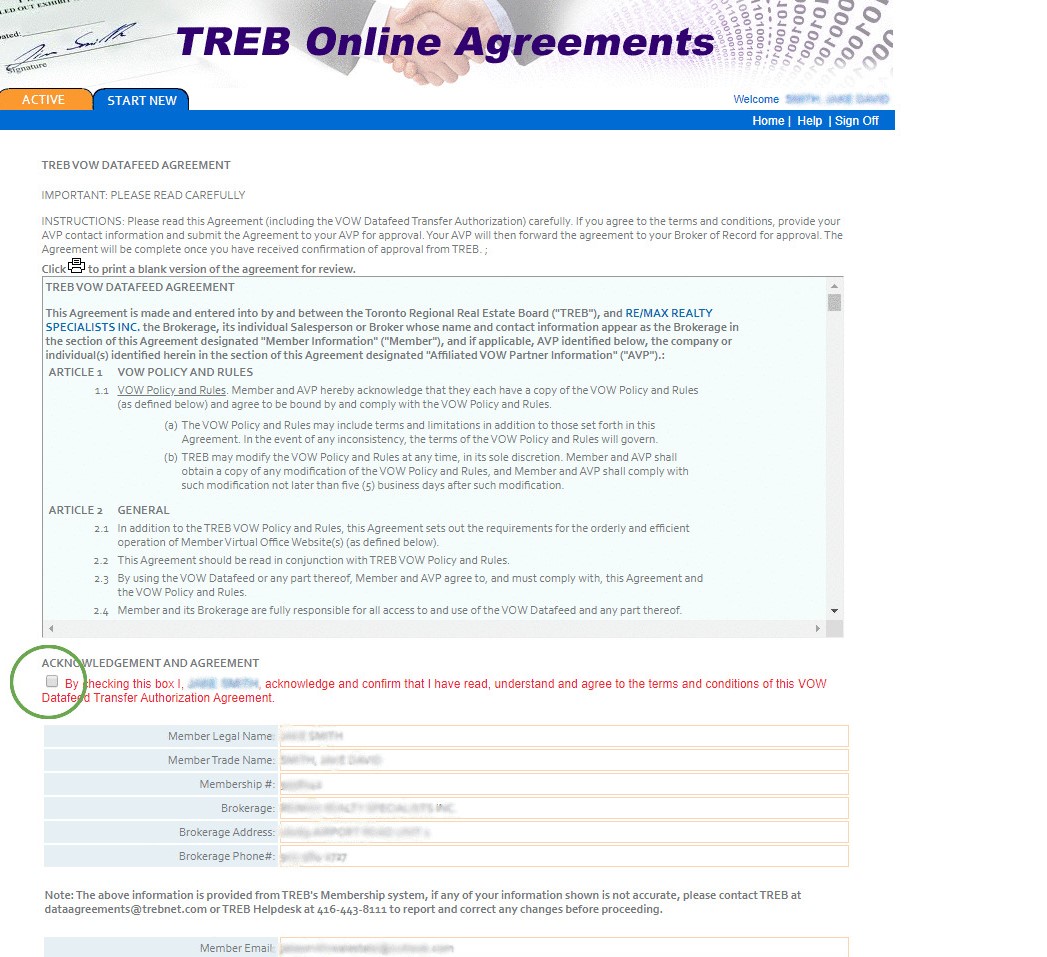 LED OUT EXHIBIT
ated:
Signature
TREB Online Agreements
ACTIVE
START NEW
Welcome SMITH, JAKE DAVID
Home | Help | Sign Off
TREB VOW DATAFEED AGREEMENT
IMPORTANT: PLEASE READ CAREFULLY
INSTRUCTIONS: Please read this Agreement (including the VOW Datafeed Transfer Authorization) carefully. If you agree to the terms and conditions, provide your
AVP contact information and submit the Agreement to your AVP for approval. Your AVP will then forward the agreement to your Broker of Record for approval. The
Agreement will be complete once you have received confirmation of approval from TREB. ;
Click to print a blank version of the agreement for review.
TREB VOW DATAFEED AGREEMENT
This Agreement is made and entered into by and between the Toronto Regional Real Estate Board ("TREB"), and RE/MAX REALTY
SPECIALISTS INC. the Brokerage, its individual Salesperson or Broker whose name and contact information appear as the Brokerage in
the section of this Agreement designated "Member Information" ("Member"), and if applicable, AVP identified below, the company or
individual(s) identified herein in the section of this Agreement designated "Affiliated VOW Partner Information" ("AVP").:
ARTICLE 1 VOW POLICY AND RULES
1.1 VOW Policy and Rules. Member and AVP hereby acknowledge that they each have a copy of the VOW Policy and Rules
(as defined below) and agree to be bound by and comply with the VOW Policy and Rules.
(a) The VOW Policy and Rules may include terms and limitations in addition to those set forth in this
Agreement. In the event of any inconsistency, the terms of the VOW Policy and Rules will govern.
(b) TREB may modify the VOW Policy and Rules at any time, in its sole discretion. Member and AVP shall
obtain a copy of any modification of the VOW Policy and Rules, and Member and AVP shall comply with
such modification not later than five (5) business days after such modification.
ARTICLE 2 GENERAL
2.1 In addition to the TREB VOW Policy and Rules, this Agreement sets out the requirements for the orderly and efficient
operation of Member Virtual Office Website(s) (as defined below).
2.2 This Agreement should be read in conjunction with TREB VOW Policy and Rules.
2.3 By using the VOW Datafeed or any part thereof, Member and AVP agree to, and must comply with, this Agreement and
the VOW Policy and Rules.
2.4 Member and its Brokerage are fully responsible for all access to and use of the VOW Datafeed and any part thereof.
ACKNOWLEDGEMENT AND AGREEMENT
By checking this box I, JAKE SMITH, acknowledge and confirm that I have read, understand and agree to the terms and conditions of this VOW
Datafeed Transfer Authorization Agreement.
Member Legal Name: JAKE SMITH
Member Trade Name: SMITH, JAKE DAVID
Membership #:
Brokerage: RE/MAX REALTY SPECIALISTS INC.
Brokerage Address: AIRPORT ROAD UNIT
Brokerage Phone#:
Note: The above information is provided from TREB's Membership system, if any of your information shown is not accurate, please contact TREB at
dataagreements@trebnet.com or TREB Helpdesk at 416-443-8111 to report and correct any changes before proceeding.
Member Email: